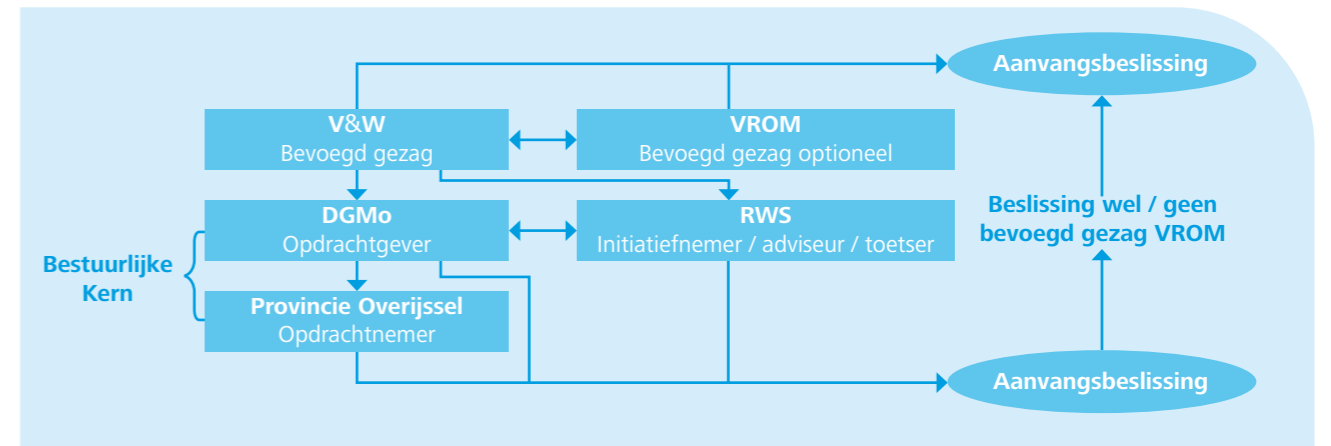 Aanvangsbeslissing
V&W
Bevoegd gezag
VROM
Bevoegd gezag optioneel
DGMo
Opdrachtgever
RWS
Initiatiefnemer / adviseur / toetser
Beslissing wel / geen
bevoegd gezag VROM
Bestuurlijke
Kern
Provincie Overijssel
Opdrachtnemer
Aanvangsbeslissing